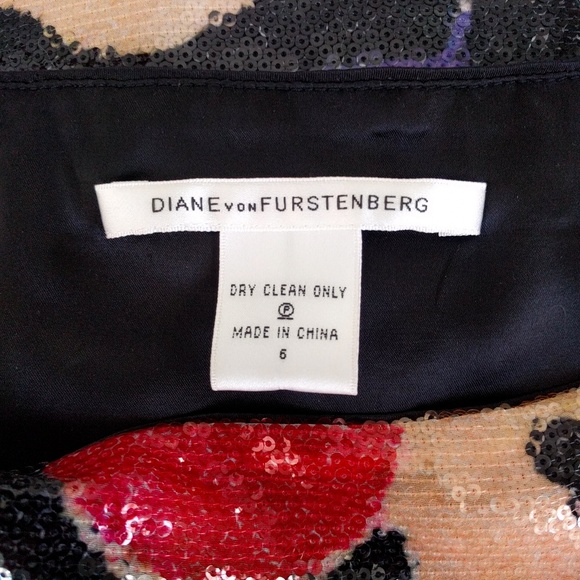 DIANE VON FURSTENBERG
DRY CLEAN ONLY
Ⓟ
MADE IN CHINA
6